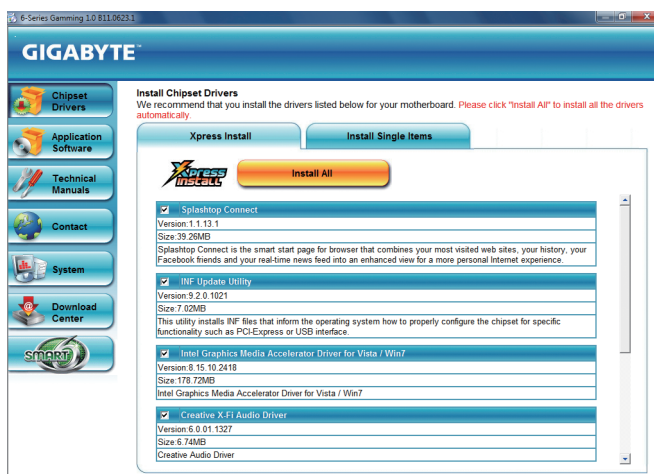 6-Series Gamming 1.0 B11.0623.1
GIGABYTE™
Chipset
Drivers
Application
Software
Technical
Manuals
Contact
System
Download
Center
SMART 6
Install Chipset Drivers
We recommend that you install the drivers listed below for your motherboard. Please click "Install All" to install all the drivers
automatically.
Xpress Install
Install Single Items
Xpress
Install
Install All
Splashtop Connect
Version:1.1.13.1
Size:39.26MB
Splashtop Connect is the smart start page for browser that combines your most visited web sites, your history, your
Facebook friends and your real-time news feed into an enhanced view for a more personal Internet experience.
INF Update Utility
Version:9.2.0.1021
Size:7.02MB
This utility installs INF files that inform the operating system how to properly configure the chipset for specific
functionality such as PCI-Express or USB interface.
Intel Graphics Media Accelerator Driver for Vista / Win7
Version:8.15.10.2418
Size:178.72MB
Intel Graphics Media Accelerator Driver for Vista / Win7
Creative X-Fi Audio Driver
Version:6.0.01.1327
Size:6.74MB
Creative Audio Driver